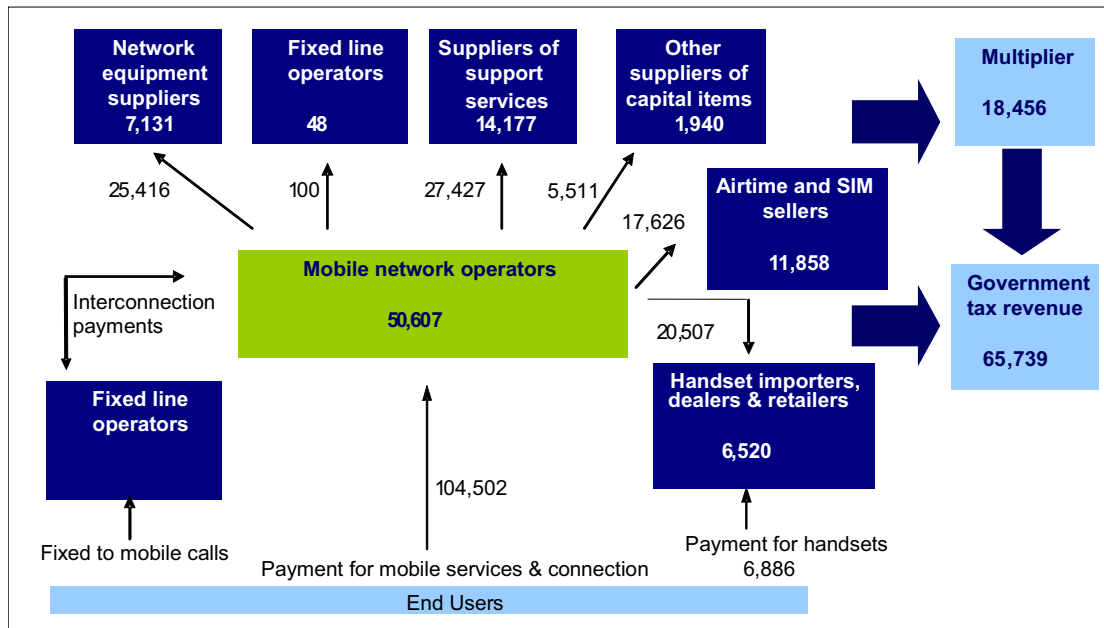 Network
equipment
suppliers
7,131
Fixed line
operators
48
Suppliers of
support
services
14,177
Other
suppliers of
capital items
1,940
Multiplier
18,456
25,416
100
27,427
5,511
17,626
Airtime and SIM
sellers
11,858
Mobile network operators
50,607
Interconnection
payments
20,507
Government
tax revenue
65,739
Fixed line
operators
Handset importers,
dealers & retailers
6,520
104,502
Fixed to mobile calls
Payment for mobile services & connection
Payment for handsets
6,886
End Users